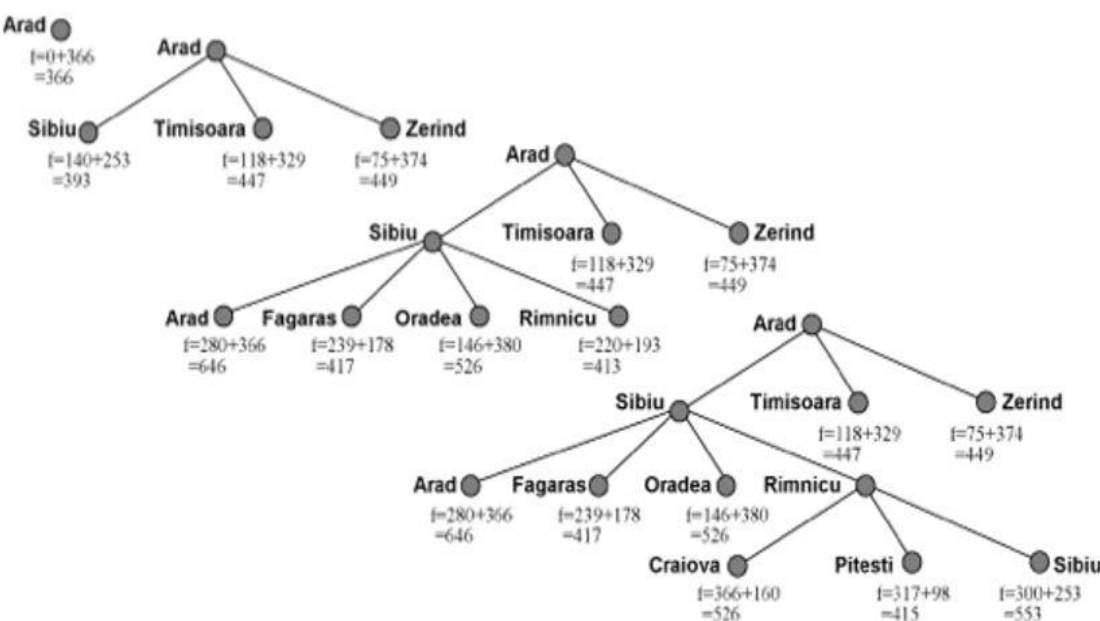 Arad
f=0+366
=366
Arad
Sibiu
Timisoara
Zerind
f=140+253
=393
f=118+329
=447
f=75+374
=449
Arad
Sibiu
Timisoara
Zerind
f=118+329
=447
f=75+374
=449
Arad
Fagaras
Oradea
Rimnicu
f=280+366
=646
f=239+178
=417
f=146+380
=526
f=220+193
=413
Arad
Sibiu
Timisoara
Zerind
f=118+329
=447
f=75+374
=449
Arad
Fagaras
Oradea
Rimnicu
f=280+366
=646
f=239+178
=417
f=146+380
=526
Craiova
Pitesti
Sibiu
f=366+160
=526
f=317+98
=415
f=300+253
=553